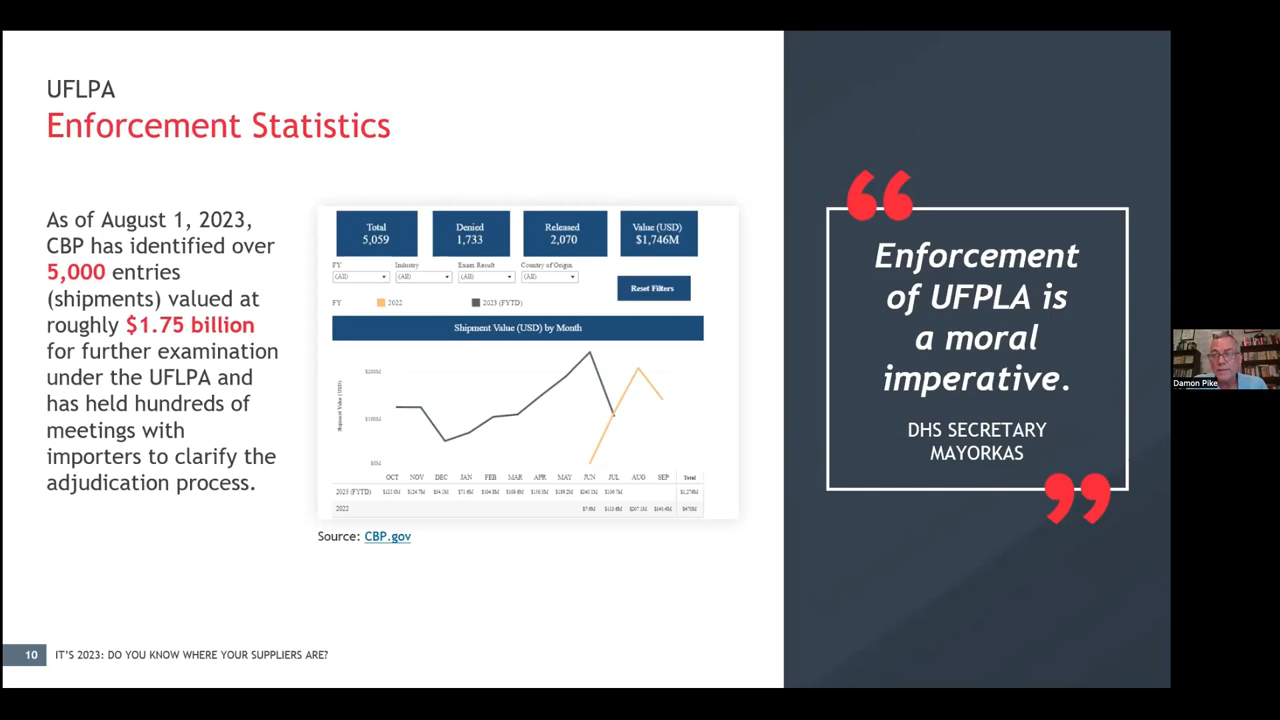 UFLPA
Enforcement Statistics
As of August 1, 2023,
CBP has identified over
5,000 entries
(shipments) valued at
roughly $1.75 billion
for further examination
under the UFLPA and
has held hundreds of
meetings with
importers to clarify the
adjudication process.
Total
5,059
Denied
1,733
Released
2,070
Value (USD)
$1,746M
FY
Industry
Exam Result
Country of Origin
(All)
(All)
(All)
(All)
Reset Filters
FY
2022
2023 (FYTD)
Shipment Value (USD) by Month
Shipment Value (USD)
$200M
$100M
$0M
OCT NOV DEC JAN FEB MAR APR MAY JUN JUL AUG SEP Total
2023 (FYTD)
2022
Source: CBP.gov
“
Enforcement
of UFPLA is
a moral
imperative.
DHS SECRETARY
MAYORKAS
”
Damon Pike
10 IT'S 2023: DO YOU KNOW WHERE YOUR SUPPLIERS ARE?